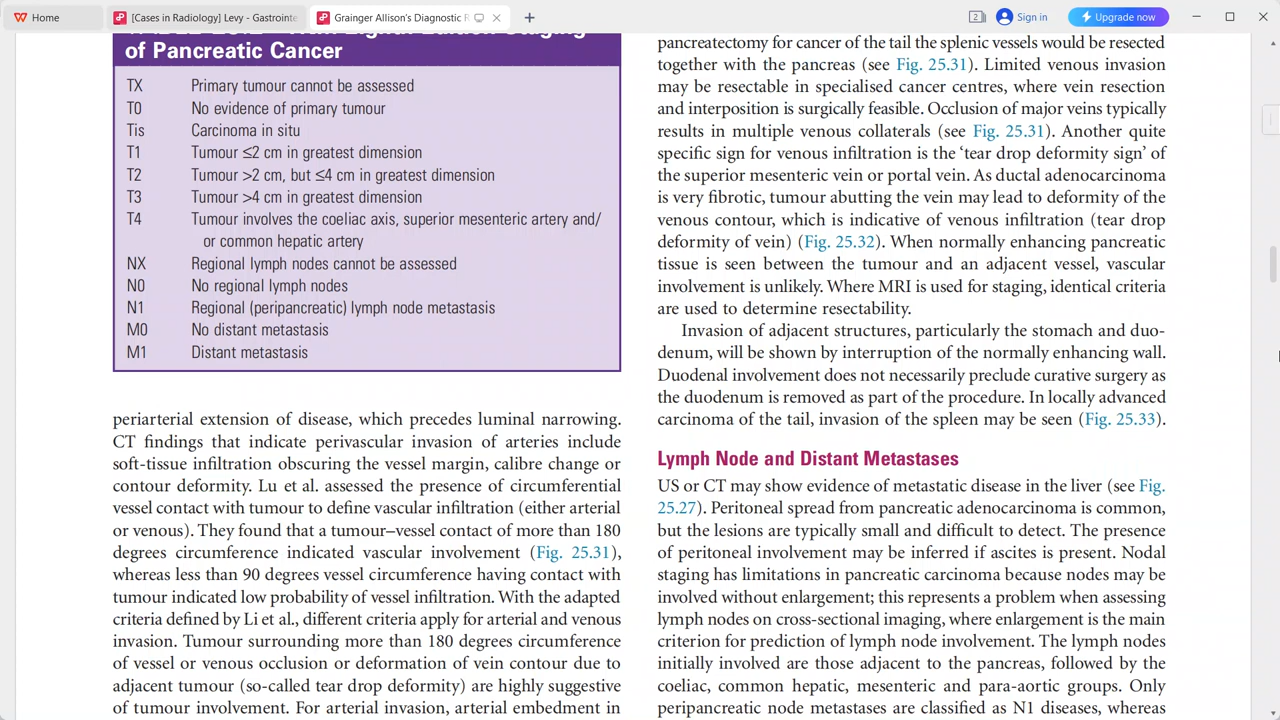 Home
[Cases in Radiology] Levy - Gastrointe
Grainger Allison's Diagnostic R
2
Sign in
Upgrade now
of Pancreatic Cancer
TX Primary tumour cannot be assessed
T0 No evidence of primary tumour
Tis Carcinoma in situ
T1 Tumour ≤2 cm in greatest dimension
T2 Tumour >2 cm, but ≤4 cm in greatest dimension
T3 Tumour >4 cm in greatest dimension
T4 Tumour involves the coeliac axis, superior mesenteric artery and/
or common hepatic artery
NX Regional lymph nodes cannot be assessed
N0 No regional lymph nodes
N1 Regional (peripancreatic) lymph node metastasis
M0 No distant metastasis
M1 Distant metastasis
periarterial extension of disease, which precedes luminal narrowing.
CT findings that indicate perivascular invasion of arteries include
soft-tissue infiltration obscuring the vessel margin, calibre change or
contour deformity. Lu et al. assessed the presence of circumferential
vessel contact with tumour to define vascular infiltration (either arterial
or venous). They found that a tumour–vessel contact of more than 180
degrees circumference indicated vascular involvement (Fig. 25.31),
whereas less than 90 degrees vessel circumference having contact with
tumour indicated low probability of vessel infiltration. With the adapted
criteria defined by Li et al., different criteria apply for arterial and venous
invasion. Tumour surrounding more than 180 degrees circumference
of vessel or venous occlusion or deformation of vein contour due to
adjacent tumour (so-called tear drop deformity) are highly suggestive
of tumour involvement. For arterial invasion, arterial embedment in
pancreatectomy for cancer of the tail the splenic vessels would be resected
together with the pancreas (see Fig. 25.31). Limited venous invasion
may be resectable in specialised cancer centres, where vein resection
and interposition is surgically feasible. Occlusion of major veins typically
results in multiple venous collaterals (see Fig. 25.31). Another quite
specific sign for venous infiltration is the ‘tear drop deformity sign’ of
the superior mesenteric vein or portal vein. As ductal adenocarcinoma
is very fibrotic, tumour abutting the vein may lead to deformity of the
venous contour, which is indicative of venous infiltration (tear drop
deformity of vein) (Fig. 25.32). When normally enhancing pancreatic
tissue is seen between the tumour and an adjacent vessel, vascular
involvement is unlikely. Where MRI is used for staging, identical criteria
are used to determine resectability.
Invasion of adjacent structures, particularly the stomach and duo-
denum, will be shown by interruption of the normally enhancing wall.
Duodenal involvement does not necessarily preclude curative surgery as
the duodenum is removed as part of the procedure. In locally advanced
carcinoma of the tail, invasion of the spleen may be seen (Fig. 25.33).
Lymph Node and Distant Metastases
US or CT may show evidence of metastatic disease in the liver (see Fig.
25.27). Peritoneal spread from pancreatic adenocarcinoma is common,
but the lesions are typically small and difficult to detect. The presence
of peritoneal involvement may be inferred if ascites is present. Nodal
staging has limitations in pancreatic carcinoma because nodes may be
involved without enlargement; this represents a problem when assessing
lymph nodes on cross-sectional imaging, where enlargement is the main
criterion for prediction of lymph node involvement. The lymph nodes
initially involved are those adjacent to the pancreas, followed by the
coeliac, common hepatic, mesenteric and para-aortic groups. Only
peripancreatic node metastases are classified as N1 diseases, whereas